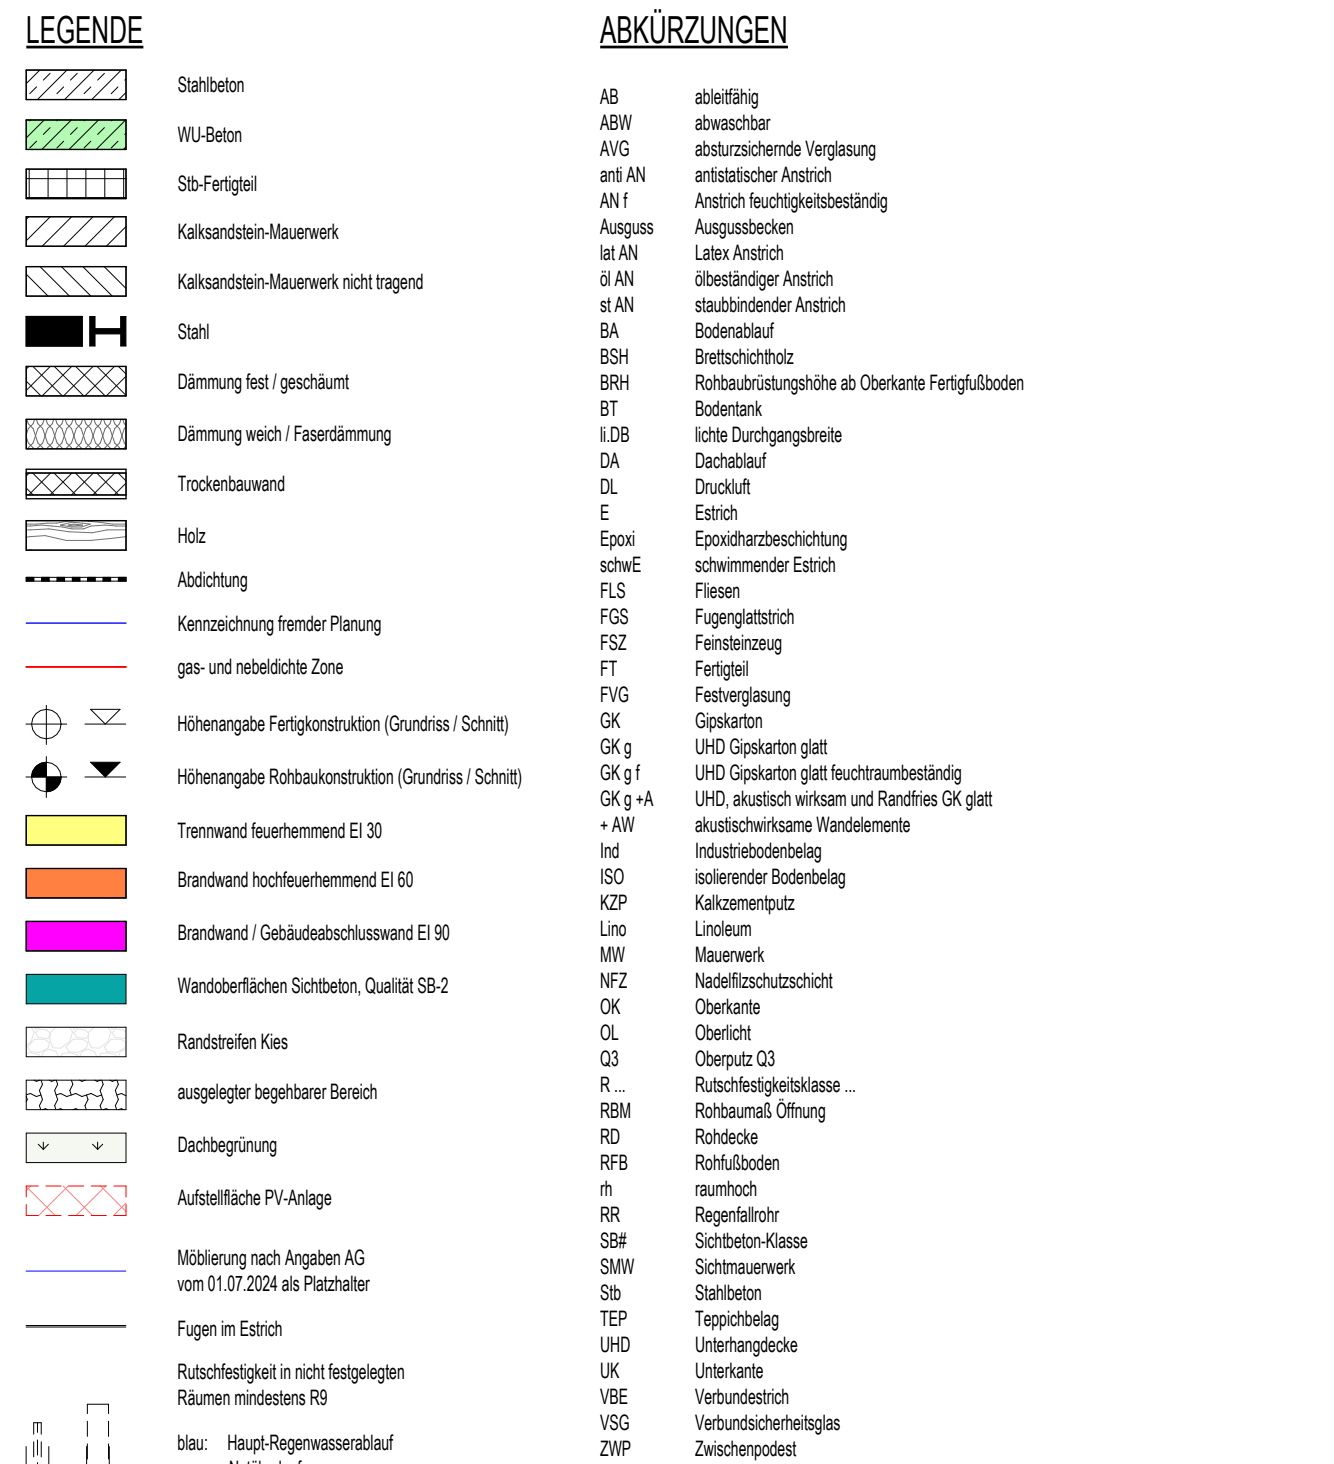 LEGENDE
Stahlbeton
WU-Beton
Stb-Fertigteil
Kalksandstein-Mauerwerk
Kalksandstein-Mauerwerk nicht tragend
Stahl
Dämmung fest / geschäumt
Dämmung weich / Faserdämmung
Trockenbauwand
Holz
Abdichtung
Kennzeichnung fremder Planung
gas- und nebeldichte Zone
Höhenangabe Fertigkonstruktion (Grundriss / Schnitt)
Höhenangabe Rohbaukonstruktion (Grundriss / Schnitt)
Trennwand feuerhemmend EI 30
Brandwand hochfeuerhemmend EI 60
Brandwand / Gebäudeabschlusswand EI 90
Wandoberflächen Sichtbeton, Qualität SB-2
Randstreifen Kies
ausgelegter begehbarer Bereich
Dachbegrünung
Aufstellfläche PV-Anlage
Möblierung nach Angaben AG
vom 01.07.2024 als Platzhalter
Fugen im Estrich
Rutschfestigkeit in nicht festgelegten
Räumen mindestens R9
blau: Haupt-Regenwasserablauf
ABKÜRZUNGEN
AB ableitfähig
ABW abwaschbar
AVG absturzsichernde Verglasung
anti AN antistatischer Anstrich
AN f Anstrich feuchtigkeitsbeständig
Ausguss Ausgussbecken
lat AN Latex Anstrich
öl AN ölbeständiger Anstrich
st AN staubbindender Anstrich
BA Bodenablauf
BSH Brettschichtholz
BRH Rohbaubrüstungshöhe ab Oberkante Fertigfußboden
BT Bodentank
li.DB lichte Durchgangsbreite
DA Dachablauf
DL Druckluft
E Estrich
Epoxi Epoxidharzbeschichtung
schwE schwimmender Estrich
FLS Fliesen
FGS Fugenglattstrich
FSZ Feinsteinzeug
FT Fertigteil
FVG Festverglasung
GK Gipskarton
GK g UHD Gipskarton glatt
GK g f UHD Gipskarton glatt feuchtraumbeständig
GK g +A UHD, akustisch wirksam und Randfries GK glatt
+ AW akustischwirksame Wandelemente
Ind Industriebodenbelag
ISO isolierender Bodenbelag
KZP Kalkzementputz
Lino Linoleum
MW Mauerwerk
NFZ Nadelfilzschutzschicht
OK Oberkante
OL Oberlicht
Q3 Oberputz Q3
R ... Rutschfestigkeitsklasse ...
RBM Rohbaumaß Öffnung
RD Rohdecke
RFB Rohfußboden
rh raumhoch
RR Regenfallrohr
SB# Sichtbeton-Klasse
SMW Sichtmauerwerk
Stb Stahlbeton
TEP Teppichbelag
UHD Unterhangdecke
UK Unterkante
VBE Verbundestrich
VSG Verbundsicherheitsglas
ZWP Zwischenpodest